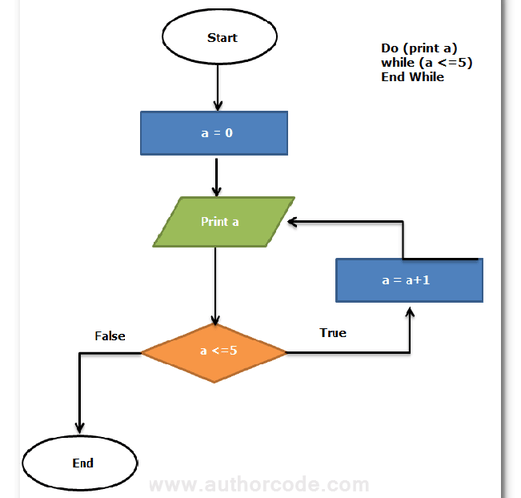 Start
Do (print a)
while (a <=5)
End While
a = 0
Print a
a = a+1
False
True
a <=5
End
www.authorcode.com